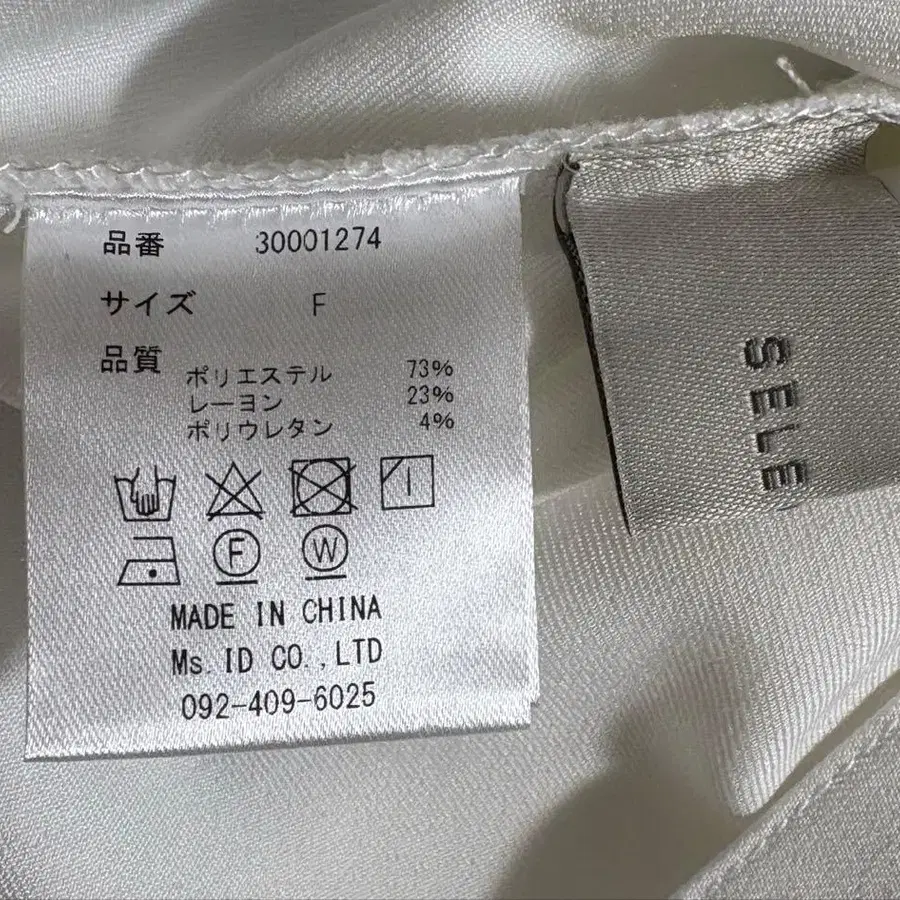 品番 30001274
サイズ F
品質
ポリエステル 73%
レーヨン 23%
ポリウレタン 4%
F W
MADE IN CHINA
Ms. ID CO.,LTD
092-409-6025
SELE